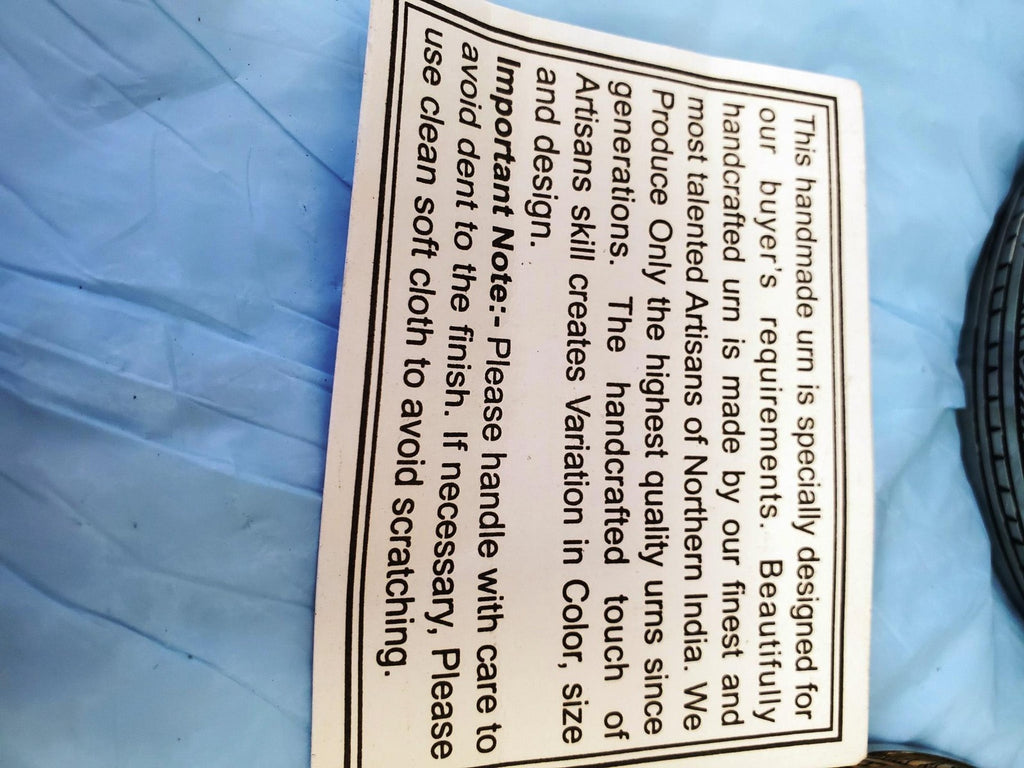 This handmade urn is specially designed for
our buyer's requirements. Beautifully
handcrafted urn is made by our finest and
most talented Artisans of Northern India. We
Produce Only the highest quality urns since
generations. The handcrafted touch of
Artisans skill creates Variation in Color, size
and design.
Important Note:- Please handle with care to
avoid dent to the finish. If necessary, Please
use clean soft cloth to avoid scratching.